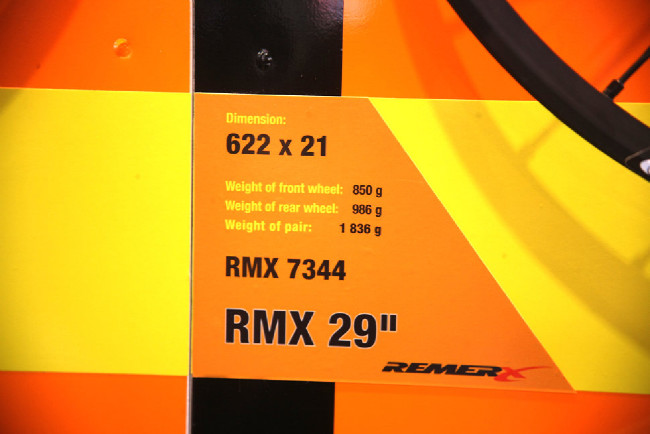 Dimension:
622 x 21
Weight of front wheel: 850 g
Weight of rear wheel: 986 g
Weight of pair: 1 836 g
RMX 7344
RMX 29"
REMERX